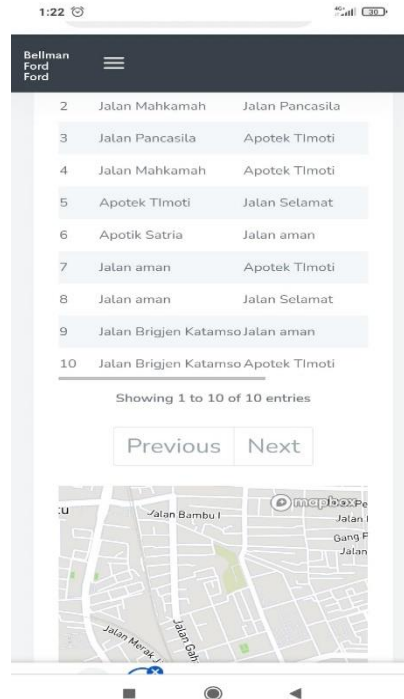 1:22
4G 30
Bellman
Ford
Ford
2 Jalan Mahkamah Jalan Pancasila
3 Jalan Pancasila Apotek TImoti
4 Jalan Mahkamah Apotek TImoti
5 Apotek TImoti Jalan Selamat
6 Apotik Satria Jalan aman
7 Jalan aman Apotek TImoti
8 Jalan aman Jalan Selamat
9 Jalan Brigjen Katamso Jalan aman
10 Jalan Brigjen Katamso Apotek TImoti
Showing 1 to 10 of 10 entries
Previous Next
mapbox
Jalan Bambu I
Jalan
Gang
Jalan
Jalan Merak
Jalan